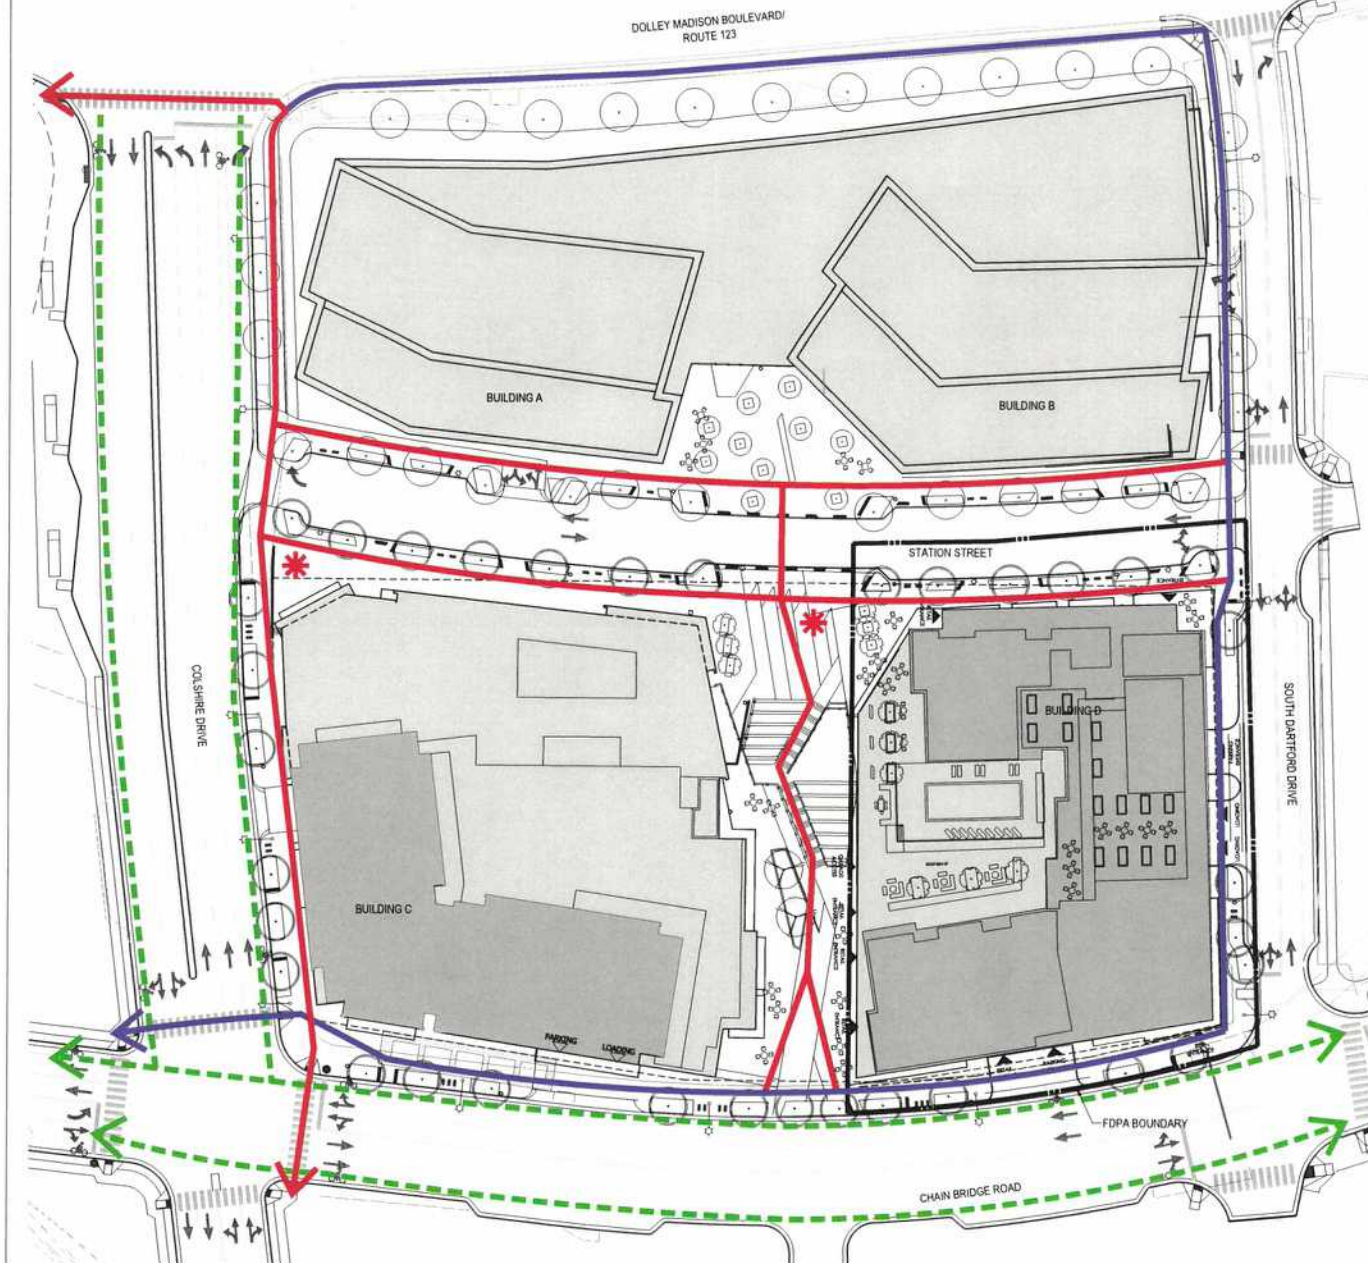 DOLLEY MADISON BOULEVARD/
ROUTE 123
BUILDING A
BUILDING B
STATION STREET
COLSHIRE DRIVE
SOUTH DARTFORD DRIVE
BUILDING D
BUILDING C
PARKING
LOADING
FDPA BOUNDARY
CHAIN BRIDGE ROAD